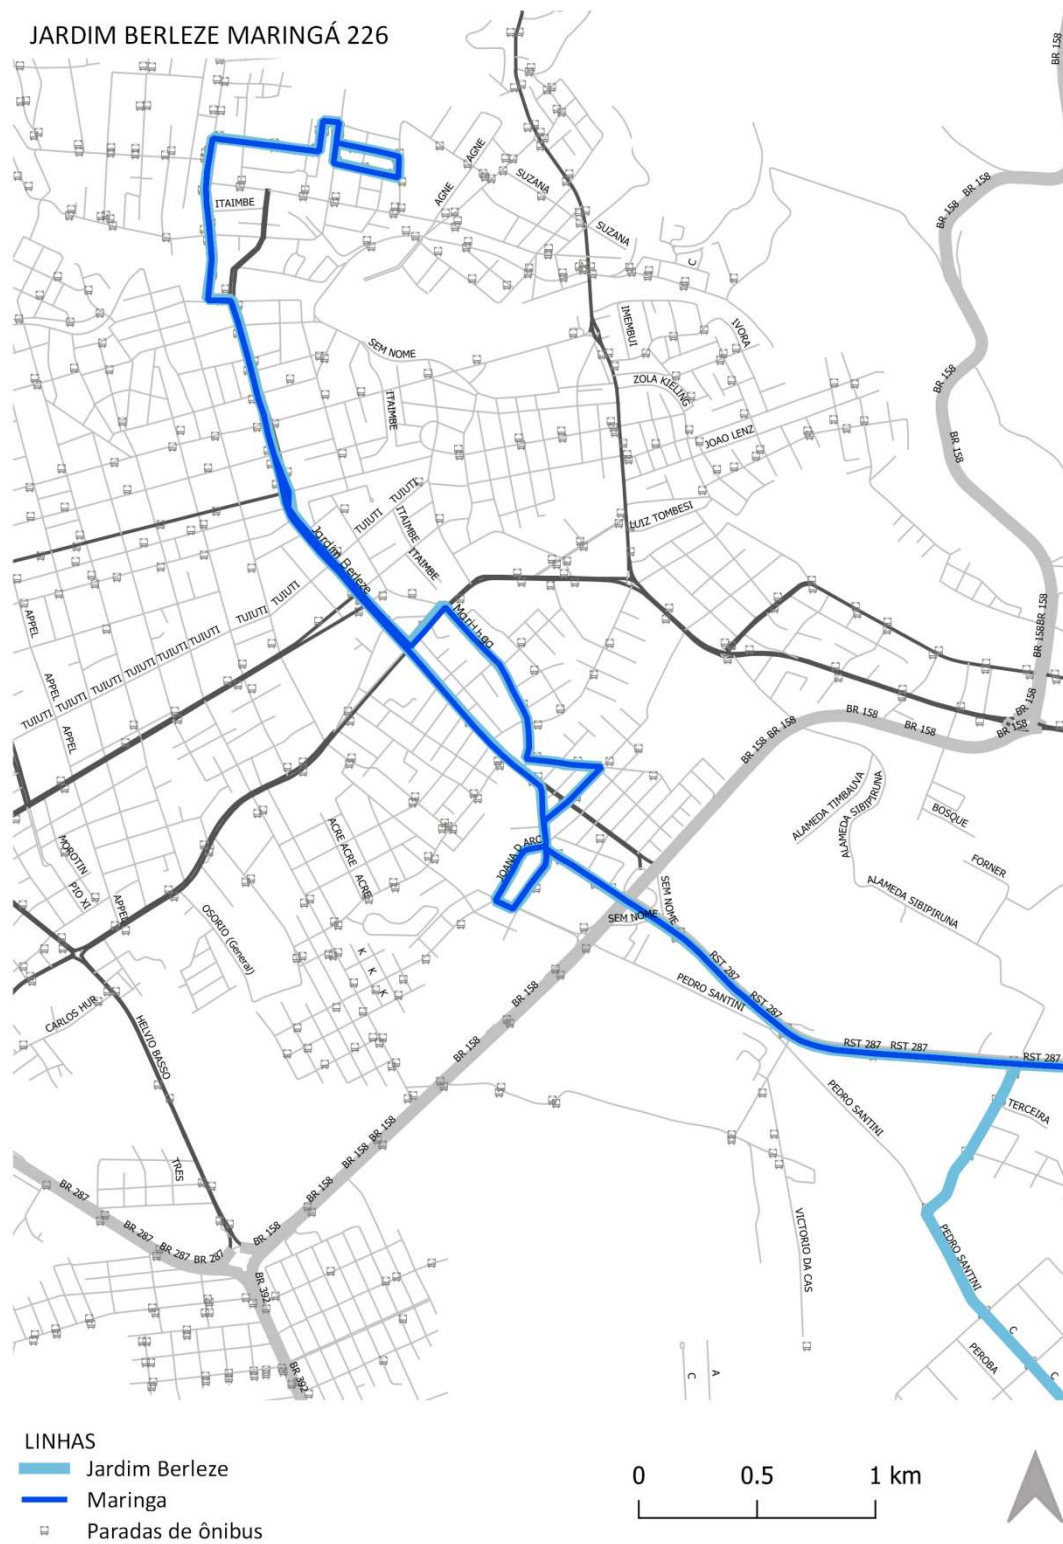 JARDIM BERLEZE MARINGÁ 226
BR 158
AGNE
AGNE
SUZANA
SUZANA
ITAIMBE
BR 158
BR 158
C
IMEMBUI
IVORA
SEM NOME
ZOLA KIELING
ITAIMBE
BR 158
JOAO LENZ
BR 158
TUIUTI
TUIUTI
ITAIMBE
LUIZ TOMBESI
Jardim Berleze
ITAIMBE
TUIUTI
TUIUTI
TUIUTI
TUIUTI
TUIUTI
TUIUTI
TUIUTI
TUIUTI
APPEL
BR 158
BR 158
APPEL
APPEL
BR 158
BR 158
BR 158
BR 158
BR 158
BR 158
ALAMEDA TIMBAUVA
ALAMEDA SIBIPIRUNA
BOSQUE
FORNER
ALAMEDA SIBIPIRUNA
MOROTIN
PIO XI
APPEL
ACRE
ACRE
ACRE
JOANA D ARC
SEM NOME
SEM NOME
OSORIO (General)
K
K
K
RST 287
PEDRO SANTINI
RST 287
BR 158
CARLOS HUR
HELVIO BASSO
BR 158
RST 287
RST 287
RST 287
PEDRO SANTINI
TERCEIRA
BR 158
BR 158
TRES
BR 158
BR 287
BR 287
BR 287
BR 287
BR 158
VICTORIO DA CAS
PEDRO SANTINI
BR 392
C
PEROBA
C
BR 392
C
A
LINHAS
Jardim Berleze
Maringa
Paradas de ônibus
0 0.5 1 km